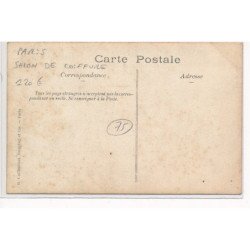 PARIS
SALON DE COIFFURE
120 €
Carte Postale
Correspondance
Adresse
Tous les pays étrangers n'acceptent pas la correspondance
au recto. Se renseigner à la Poste.
75